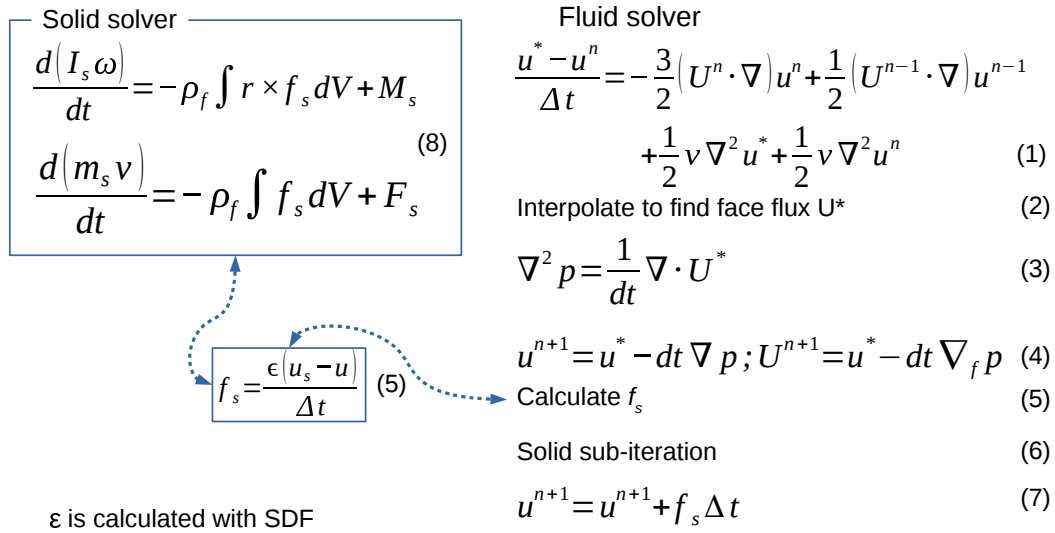 Solid solver
d(I_s ω)/dt = −ρ_f ∫ r × f_s dV + M_s
d(m_s v)/dt = −ρ_f ∫ f_s dV + F_s
(8)
f_s = ϵ(u_s − u)/Δt (5)
ε is calculated with SDF
Fluid solver
(u^* − u^n)/Δt = −3/2 (U^n · ∇) u^n + 1/2 (U^{n−1} · ∇) u^{n−1}
+ 1/2 ν ∇^2 u^* + 1/2 ν ∇^2 u^n (1)
Interpolate to find face flux U* (2)
∇^2 p = 1/dt ∇ · U^* (3)
u^{n+1} = u^* − dt ∇ p ; U^{n+1} = u^* − dt ∇_f p (4)
Calculate f_s (5)
Solid sub-iteration (6)
u^{n+1} = u^{n+1} + f_s Δt (7)